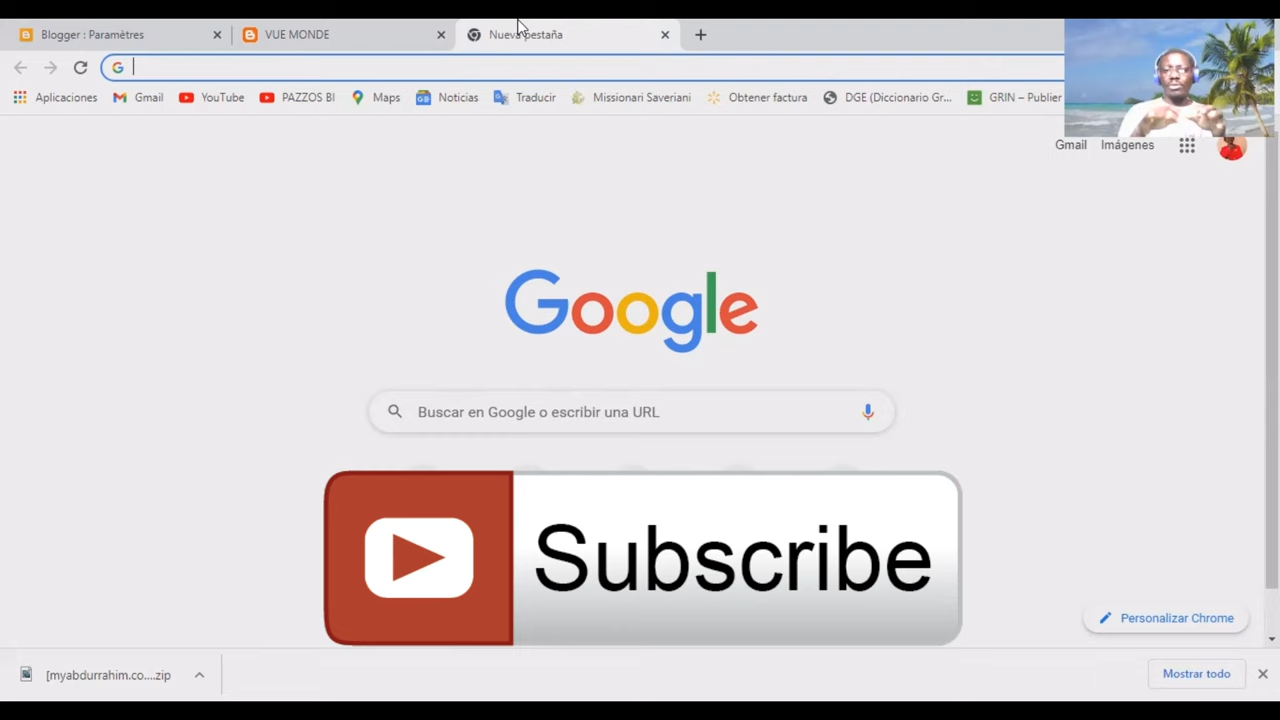 Blogger : Paramètres
VUE MONDE
Nueva pestaña
Aplicaciones
Gmail
YouTube
PAZZOS BI
Maps
Noticias
Traducir
Missionari Saveriani
Obtener factura
DGE (Diccionario Gr...
GRIN – Publier
Gmail
Imágenes
Google
Buscar en Google o escribir una URL
Subscribe
Personalizar Chrome
[myabdurrahim.co....zip
Mostrar todo